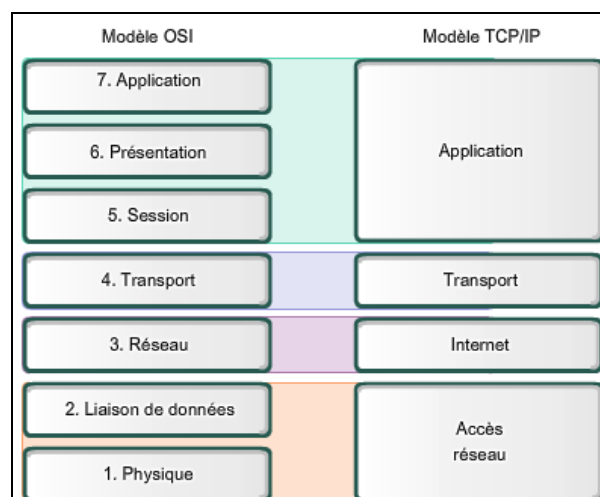 Modèle OSI
Modèle TCP/IP
7. Application
6. Présentation
5. Session
Application
4. Transport
Transport
3. Réseau
Internet
2. Liaison de données
1. Physique
Accès
réseau